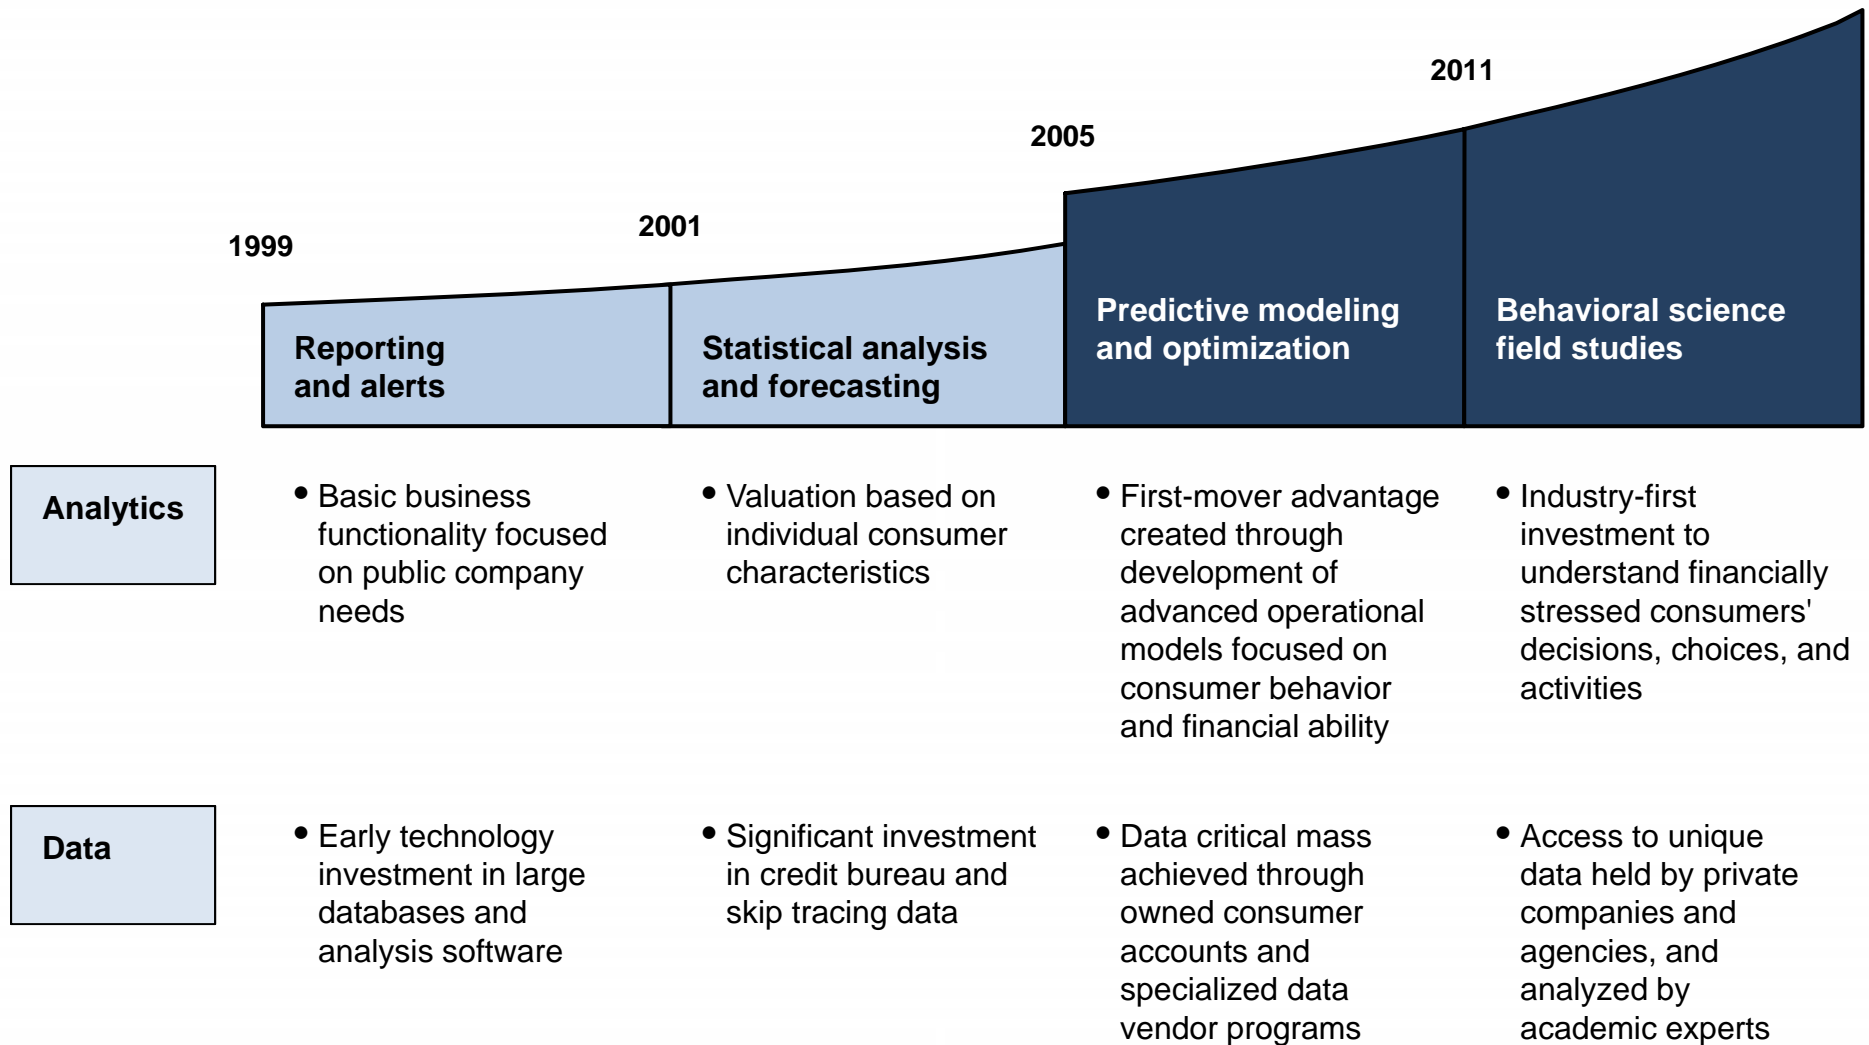 2011
2005
2001
1999
Reporting
and alerts
Statistical analysis
and forecasting
Predictive modeling
and optimization
Behavioral science
field studies
Analytics
• Basic business
functionality focused
on public company
needs
• Valuation based on
individual consumer
characteristics
• First-mover advantage
created through
development of
advanced operational
models focused on
consumer behavior
and financial ability
• Industry-first
investment to
understand financially
stressed consumers'
decisions, choices, and
activities
Data
• Early technology
investment in large
databases and
analysis software
• Significant investment
in credit bureau and
skip tracing data
• Data critical mass
achieved through
owned consumer
accounts and
specialized data
vendor programs
• Access to unique
data held by private
companies and
agencies, and
analyzed by
academic experts